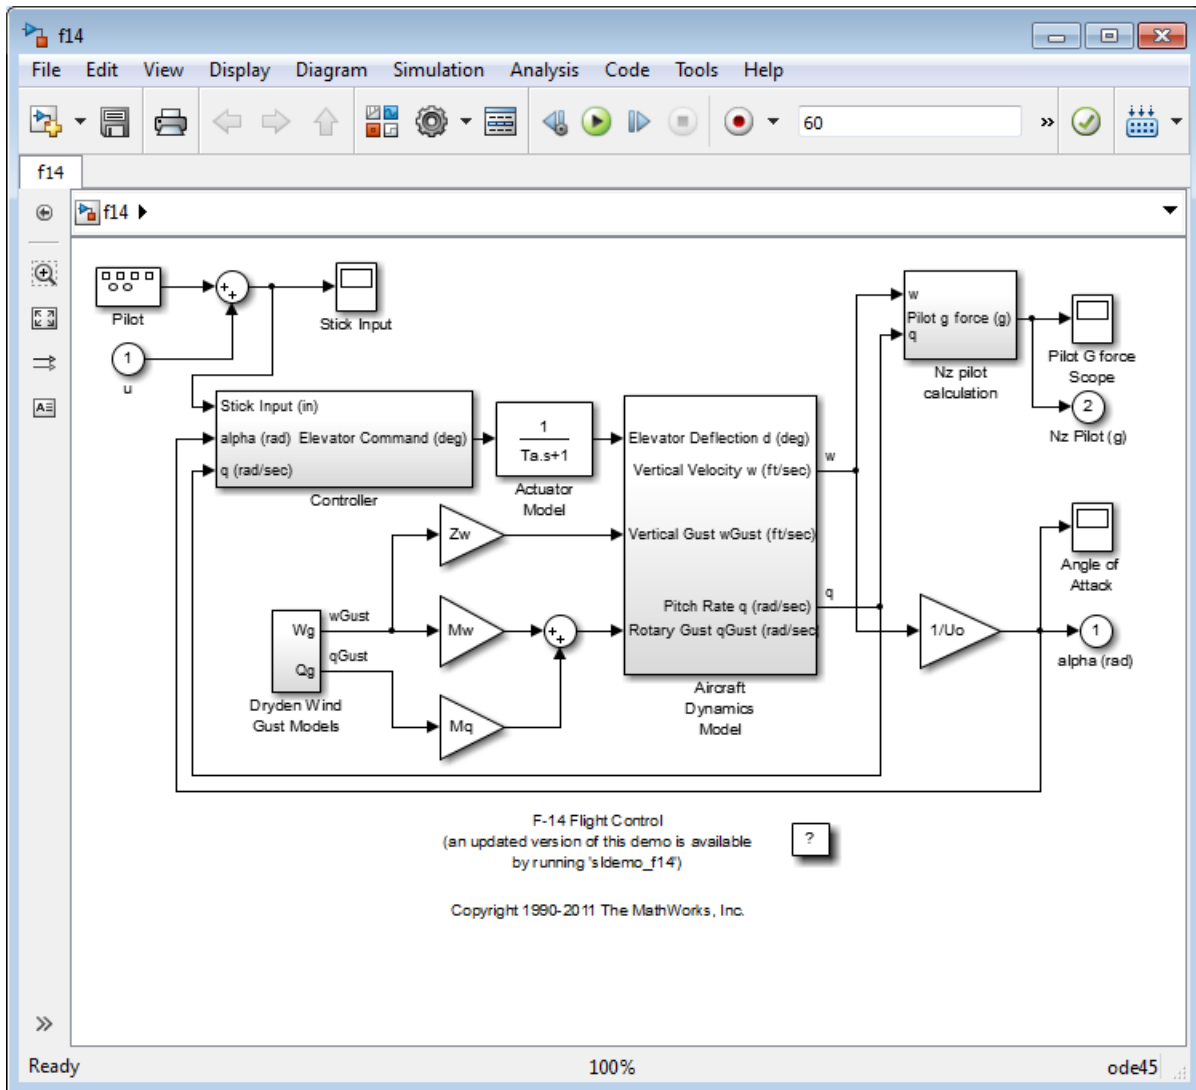 f14
File Edit View Display Diagram Simulation Analysis Code Tools Help
60
f14
f14
Pilot
Stick Input
1
u
Stick Input (in)
alpha (rad) Elevator Command (deg)
q (rad/sec)
Controller
1
Ta.s+1
Actuator
Model
Elevator Deflection d (deg)
Vertical Velocity w (ft/sec)
Vertical Gust wGust (ft/sec)
Pitch Rate q (rad/sec)
Rotary Gust qGust (rad/sec)
Aircraft
Dynamics
Model
w
q
w
Pilot g force (g)
q
Nz pilot
calculation
Pilot G force
Scope
2
Nz Pilot (g)
Angle of
Attack
1/Uo
1
alpha (rad)
Zw
Mw
Mq
Wg
Qg
wGust
qGust
Dryden Wind
Gust Models
F-14 Flight Control
(an updated version of this demo is available
by running 'sldemo_f14')
?
Copyright 1990-2011 The MathWorks, Inc.
Ready 100% ode45